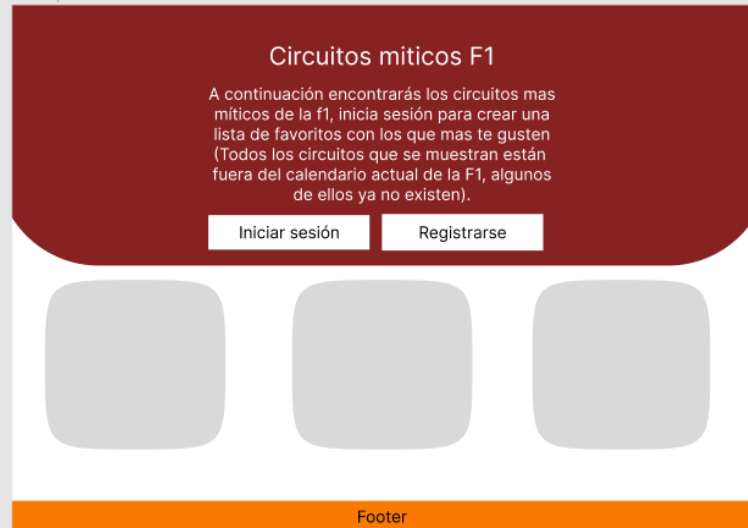 Circuitos miticos F1
A continuación encontrarás los circuitos mas
míticos de la f1, inicia sesión para crear una
lista de favoritos con los que mas te gusten
(Todos los circuitos que se muestran están
fuera del calendario actual de la F1, algunos
de ellos ya no existen).
Iniciar sesión
Registrarse
Footer